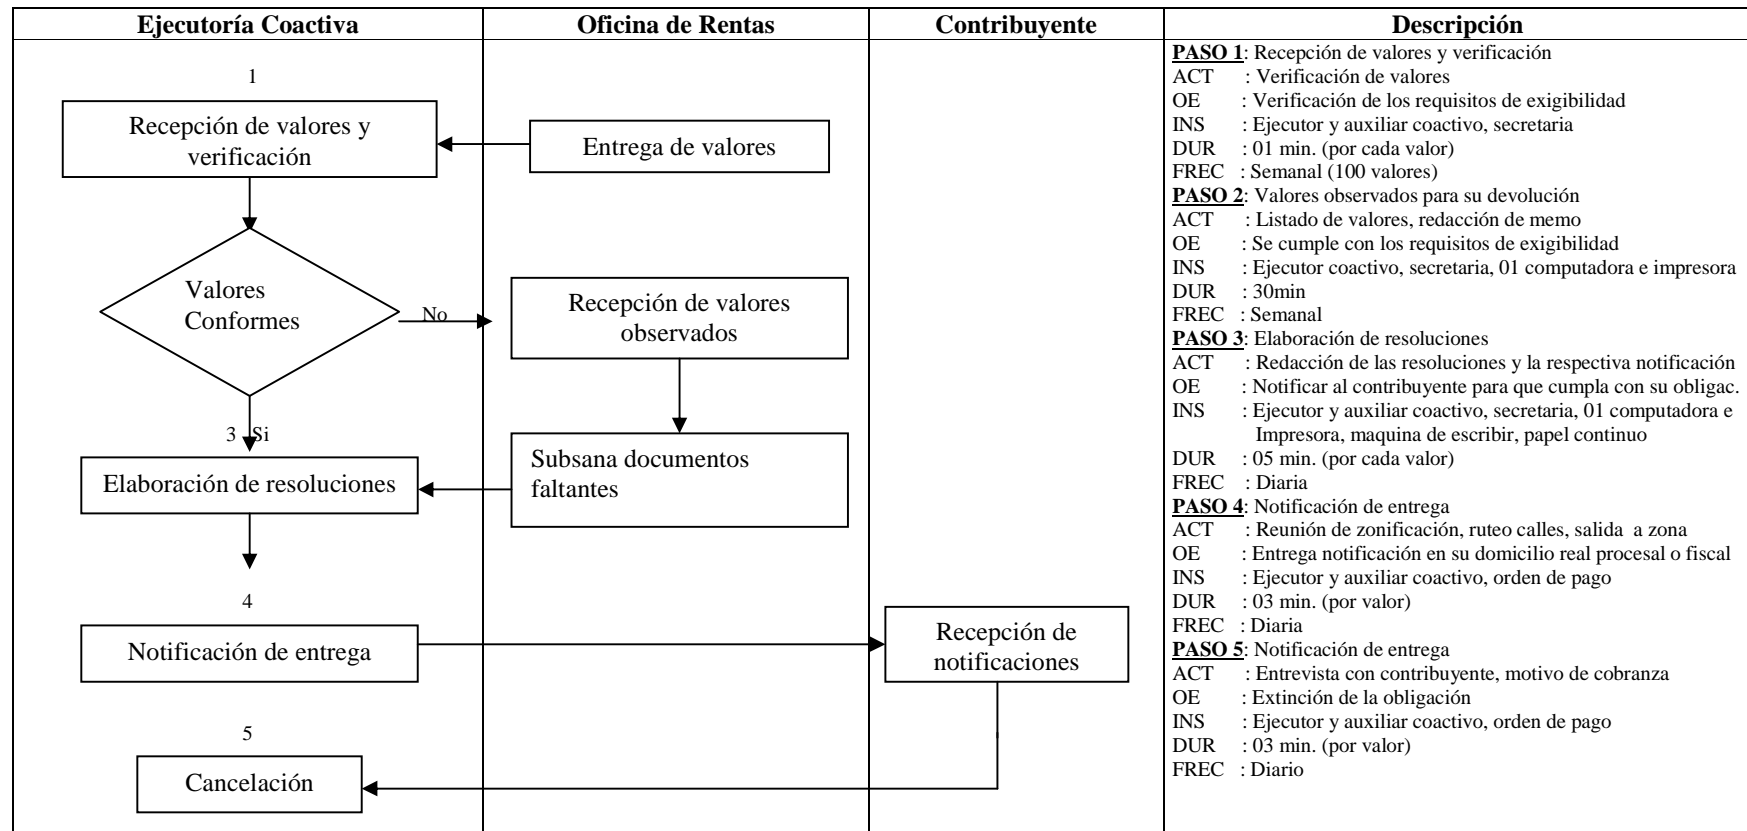 Ejecutoría Coactiva
Oficina de Rentas
Contribuyente
Descripción
1
Recepción de valores y
verificación
Entrega de valores
Valores
Conformes
No
Recepción de valores
observados
3 Si
Elaboración de resoluciones
Subsana documentos
faltantes
4
Notificación de entrega
Recepción de
notificaciones
5
Cancelación
PASO 1: Recepción de valores y verificación
ACT : Verificación de valores
OE : Verificación de los requisitos de exigibilidad
INS : Ejecutor y auxiliar coactivo, secretaria
DUR : 01 min. (por cada valor)
FREC : Semanal (100 valores)
PASO 2: Valores observados para su devolución
ACT : Listado de valores, redacción de memo
OE : Se cumple con los requisitos de exigibilidad
INS : Ejecutor coactivo, secretaria, 01 computadora e impresora
DUR : 30min
FREC : Semanal
PASO 3: Elaboración de resoluciones
ACT : Redacción de las resoluciones y la respectiva notificación
OE : Notificar al contribuyente para que cumpla con su obligac.
INS : Ejecutor y auxiliar coactivo, secretaria, 01 computadora e
Impresora, maquina de escribir, papel continuo
DUR : 05 min. (por cada valor)
FREC : Diaria
PASO 4: Notificación de entrega
ACT : Reunión de zonificación, ruteo calles, salida a zona
OE : Entrega notificación en su domicilio real procesal o fiscal
INS : Ejecutor y auxiliar coactivo, orden de pago
DUR : 03 min. (por valor)
FREC : Diaria
PASO 5: Notificación de entrega
ACT : Entrevista con contribuyente, motivo de cobranza
OE : Extinción de la obligación
INS : Ejecutor y auxiliar coactivo, orden de pago
DUR : 03 min. (por valor)
FREC : Diario